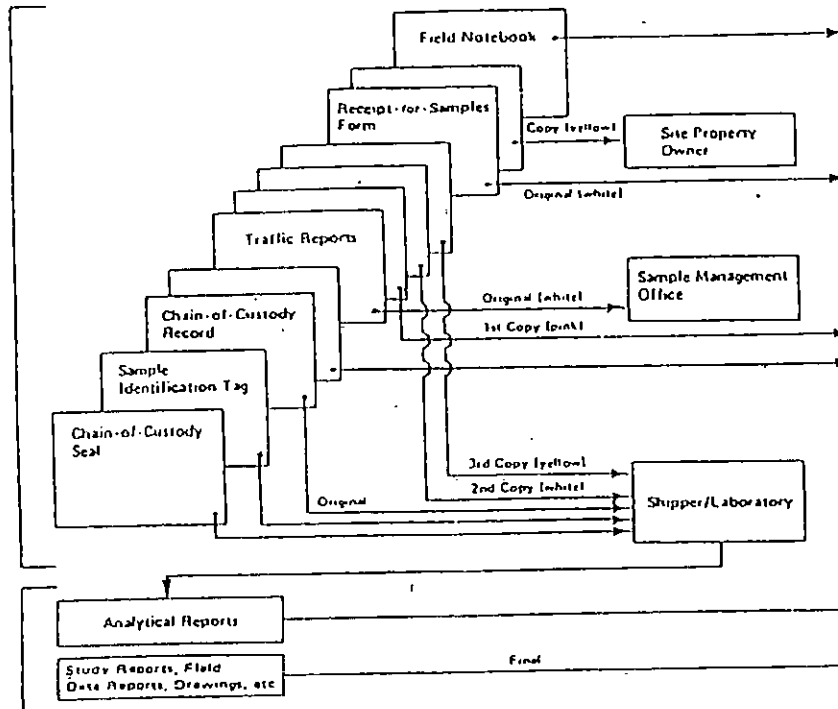 Field Notebook
Receipt-for-Samples
Form
Copy [yellow]
Site Property
Owner
Original [white]
Traffic Reports
Sample Management
Office
Original [white]
1st Copy [pink]
Chain-of-Custody
Record
Sample
Identification Tag
Chain-of-Custody
Seal
3rd Copy [yellow]
2nd Copy [white]
Original
Shipper/Laboratory
Analytical Reports
Study Reports, Field
Data Reports, Drawings, etc
Final